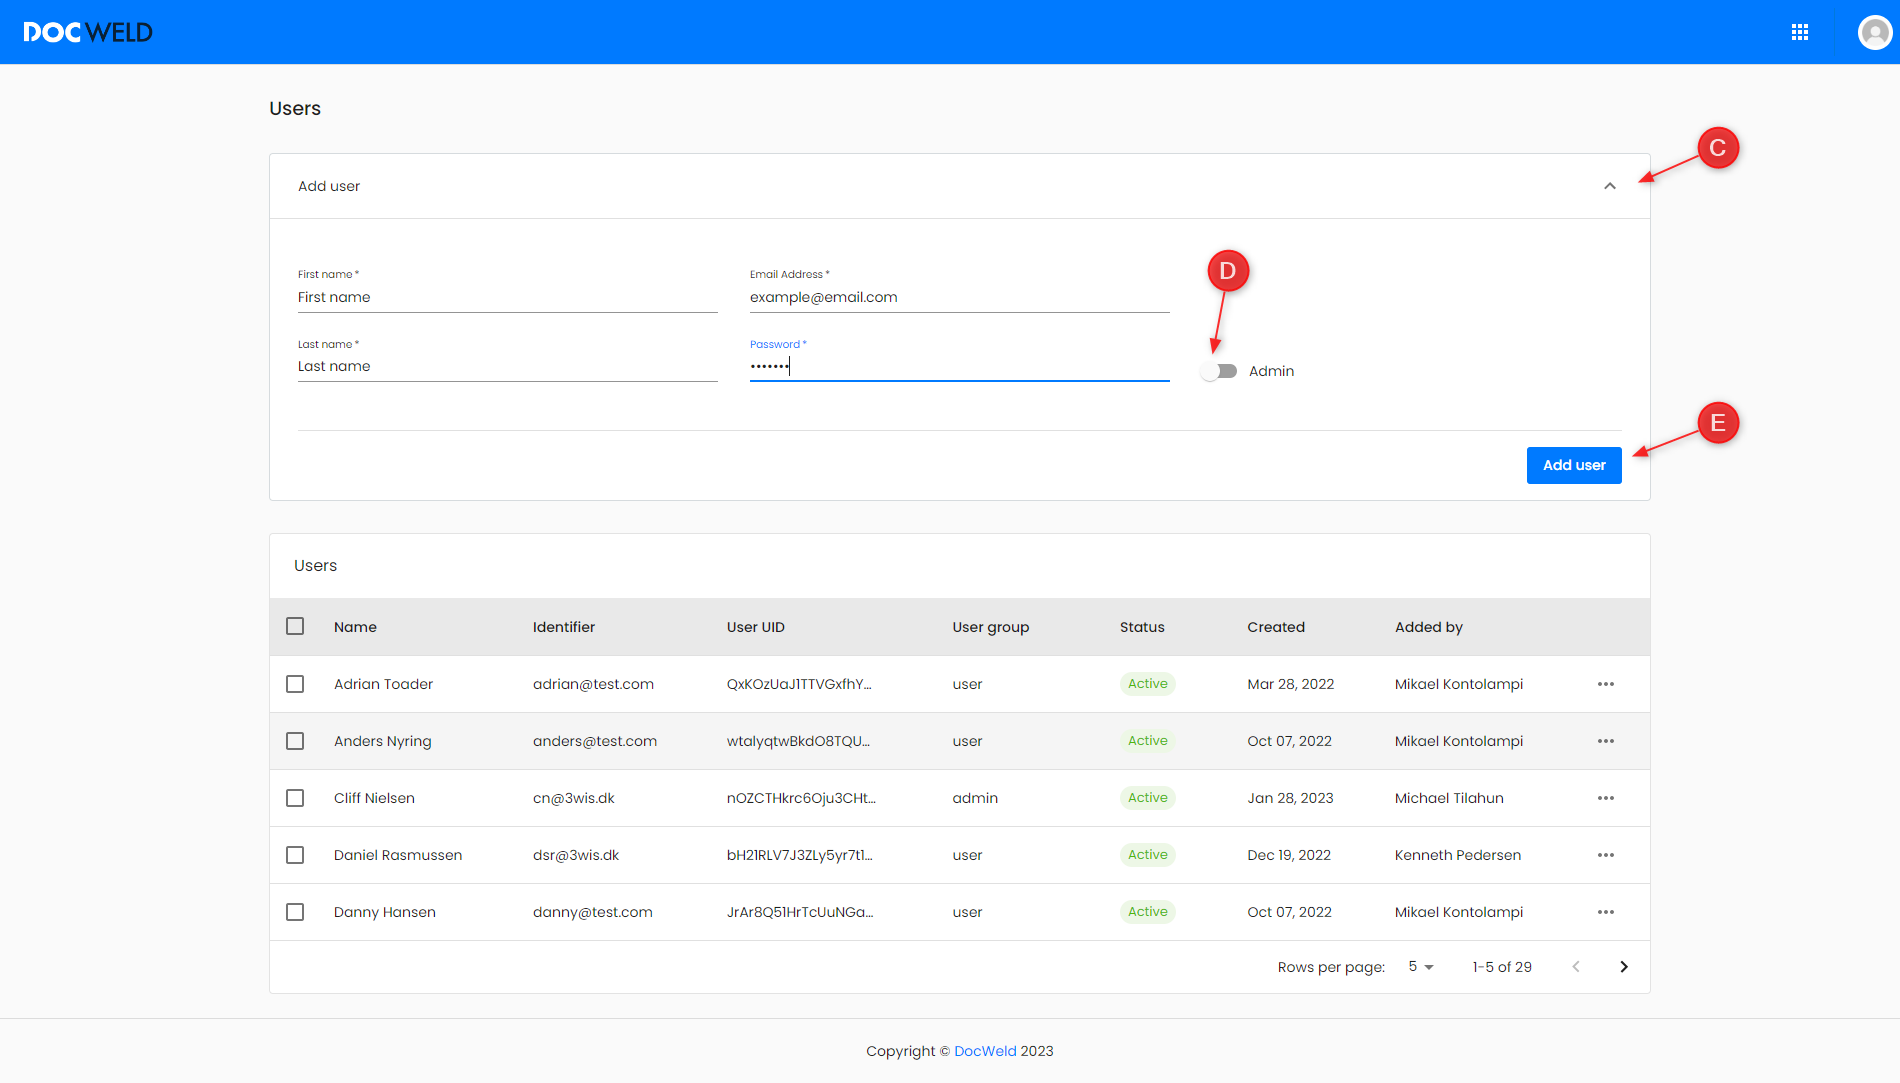 DOCWELD
Users
C
Add user
D
First name *
Email Address *
First name
example@email.com
Last name *
Password *
Last name
•••••••
Admin
E
Add user
Users
Name Identifier User UID User group Status Created Added by
Adrian Toader adrian@test.com QxKOzUaJ1TTVGxfhY... user Active Mar 28, 2022 Mikael Kontolampi
Anders Nyring anders@test.com wtalyqtwBkdO8TQU... user Active Oct 07, 2022 Mikael Kontolampi
Cliff Nielsen cn@3wis.dk nOZCTHkrc6Oju3CHt... admin Active Jan 28, 2023 Michael Tilahun
Daniel Rasmussen dsr@3wis.dk bH21RLV7J3ZLy5yr7t1... user Active Dec 19, 2022 Kenneth Pedersen
Danny Hansen danny@test.com JrAr8Q51HrTcUuNGa... user Active Oct 07, 2022 Mikael Kontolampi
Rows per page: 5 1-5 of 29
Copyright © DocWeld 2023